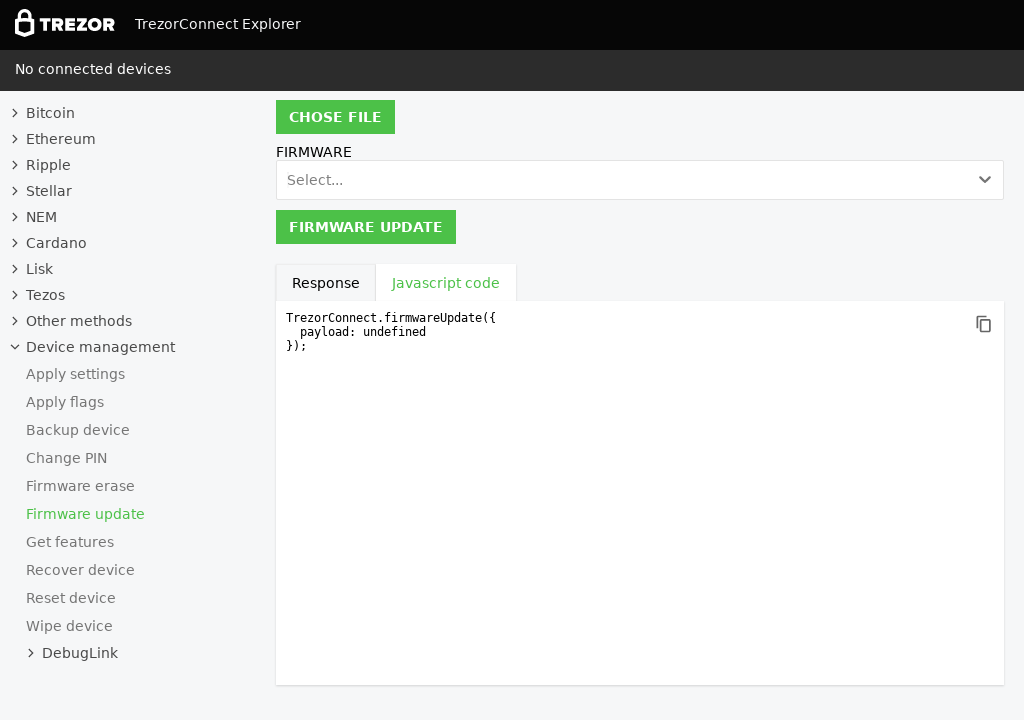 TREZOR TrezorConnect Explorer
No connected devices
Bitcoin
Ethereum
Ripple
Stellar
NEM
Cardano
Lisk
Tezos
Other methods
Device management
Apply settings
Apply flags
Backup device
Change PIN
Firmware erase
Firmware update
Get features
Recover device
Reset device
Wipe device
DebugLink
CHOSE FILE
FIRMWARE
Select...
FIRMWARE UPDATE
Response Javascript code
TrezorConnect.firmwareUpdate({
  payload: undefined
});